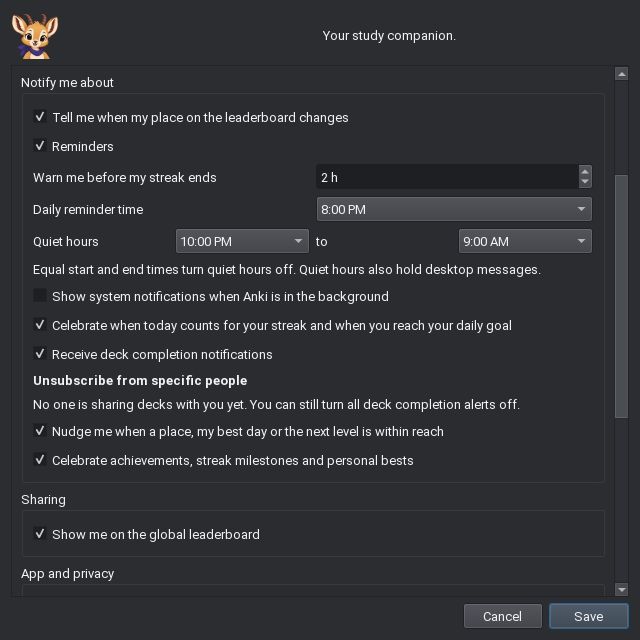 Your study companion.
Notify me about
Tell me when my place on the leaderboard changes
Reminders
Warn me before my streak ends 2 h
Daily reminder time 8:00 PM
Quiet hours 10:00 PM to 9:00 AM
Equal start and end times turn quiet hours off. Quiet hours also hold desktop messages.
Show system notifications when Anki is in the background
Celebrate when today counts for your streak and when you reach your daily goal
Receive deck completion notifications
Unsubscribe from specific people
No one is sharing decks with you yet. You can still turn all deck completion alerts off.
Nudge me when a place, my best day or the next level is within reach
Celebrate achievements, streak milestones and personal bests
Sharing
Show me on the global leaderboard
App and privacy
Cancel Save